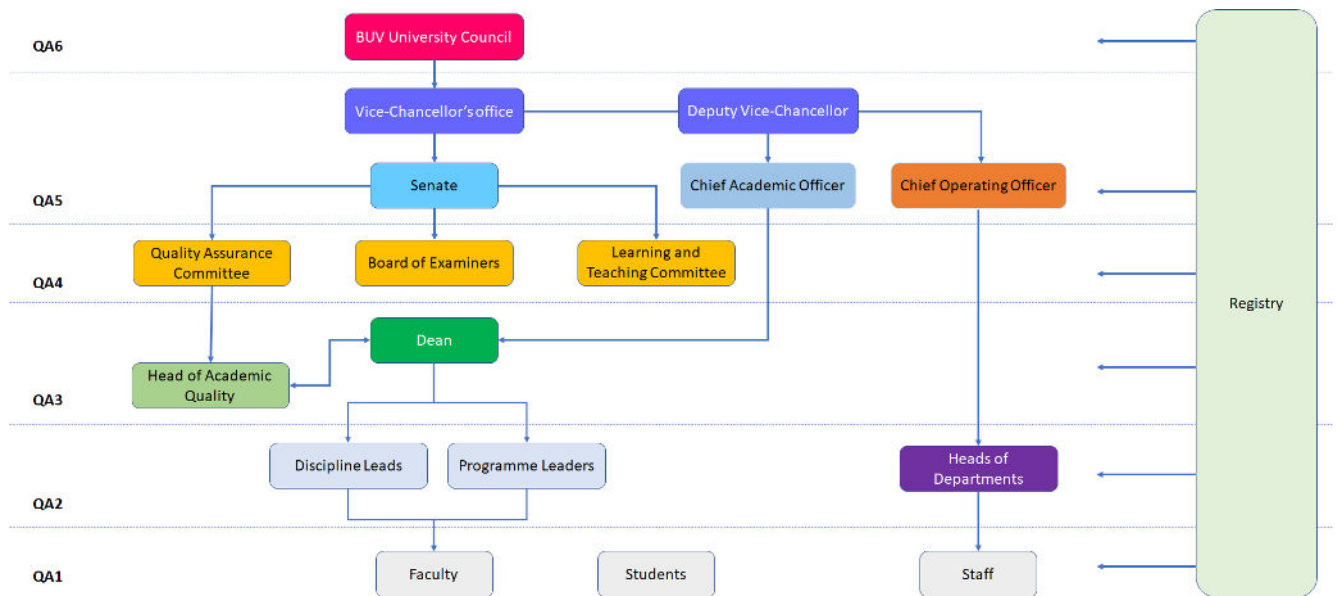 QA6
BUV University Council
Vice-Chancellor's office
Deputy Vice-Chancellor
QA5
Senate
Chief Academic Officer
Chief Operating Officer
QA4
Quality Assurance
Committee
Board of Examiners
Learning and
Teaching Committee
Registry
QA3
Dean
Head of Academic
Quality
QA2
Discipline Leads
Programme Leaders
Heads of
Departments
QA1
Faculty
Students
Staff